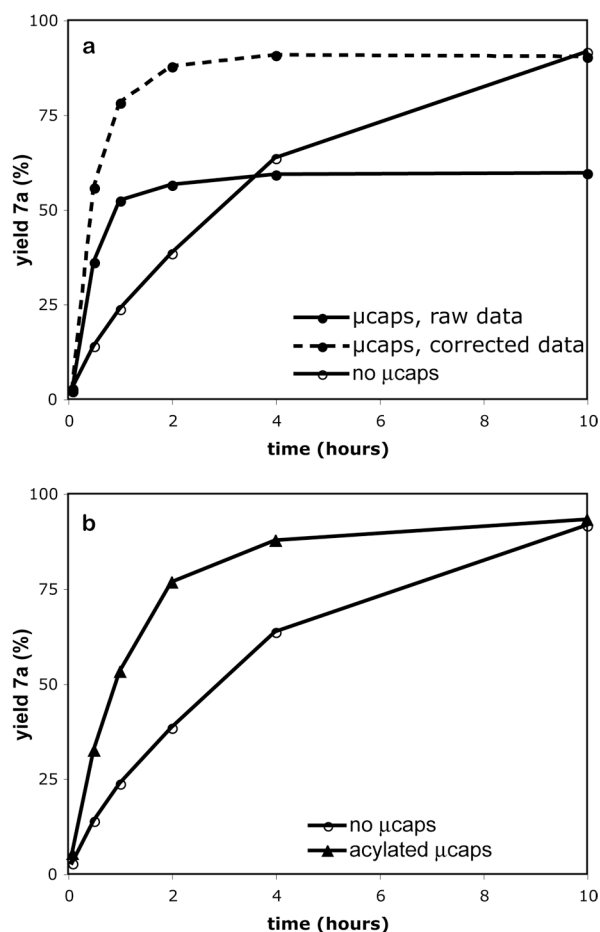 100
a
75
yield 7a (%)
50
25
μcaps, raw data
μcaps, corrected data
no μcaps
0
0 2 4 6 8 10
time (hours)
100
b
75
yield 7a (%)
50
25
no μcaps
acylated μcaps
0
0 2 4 6 8 10
time (hours)